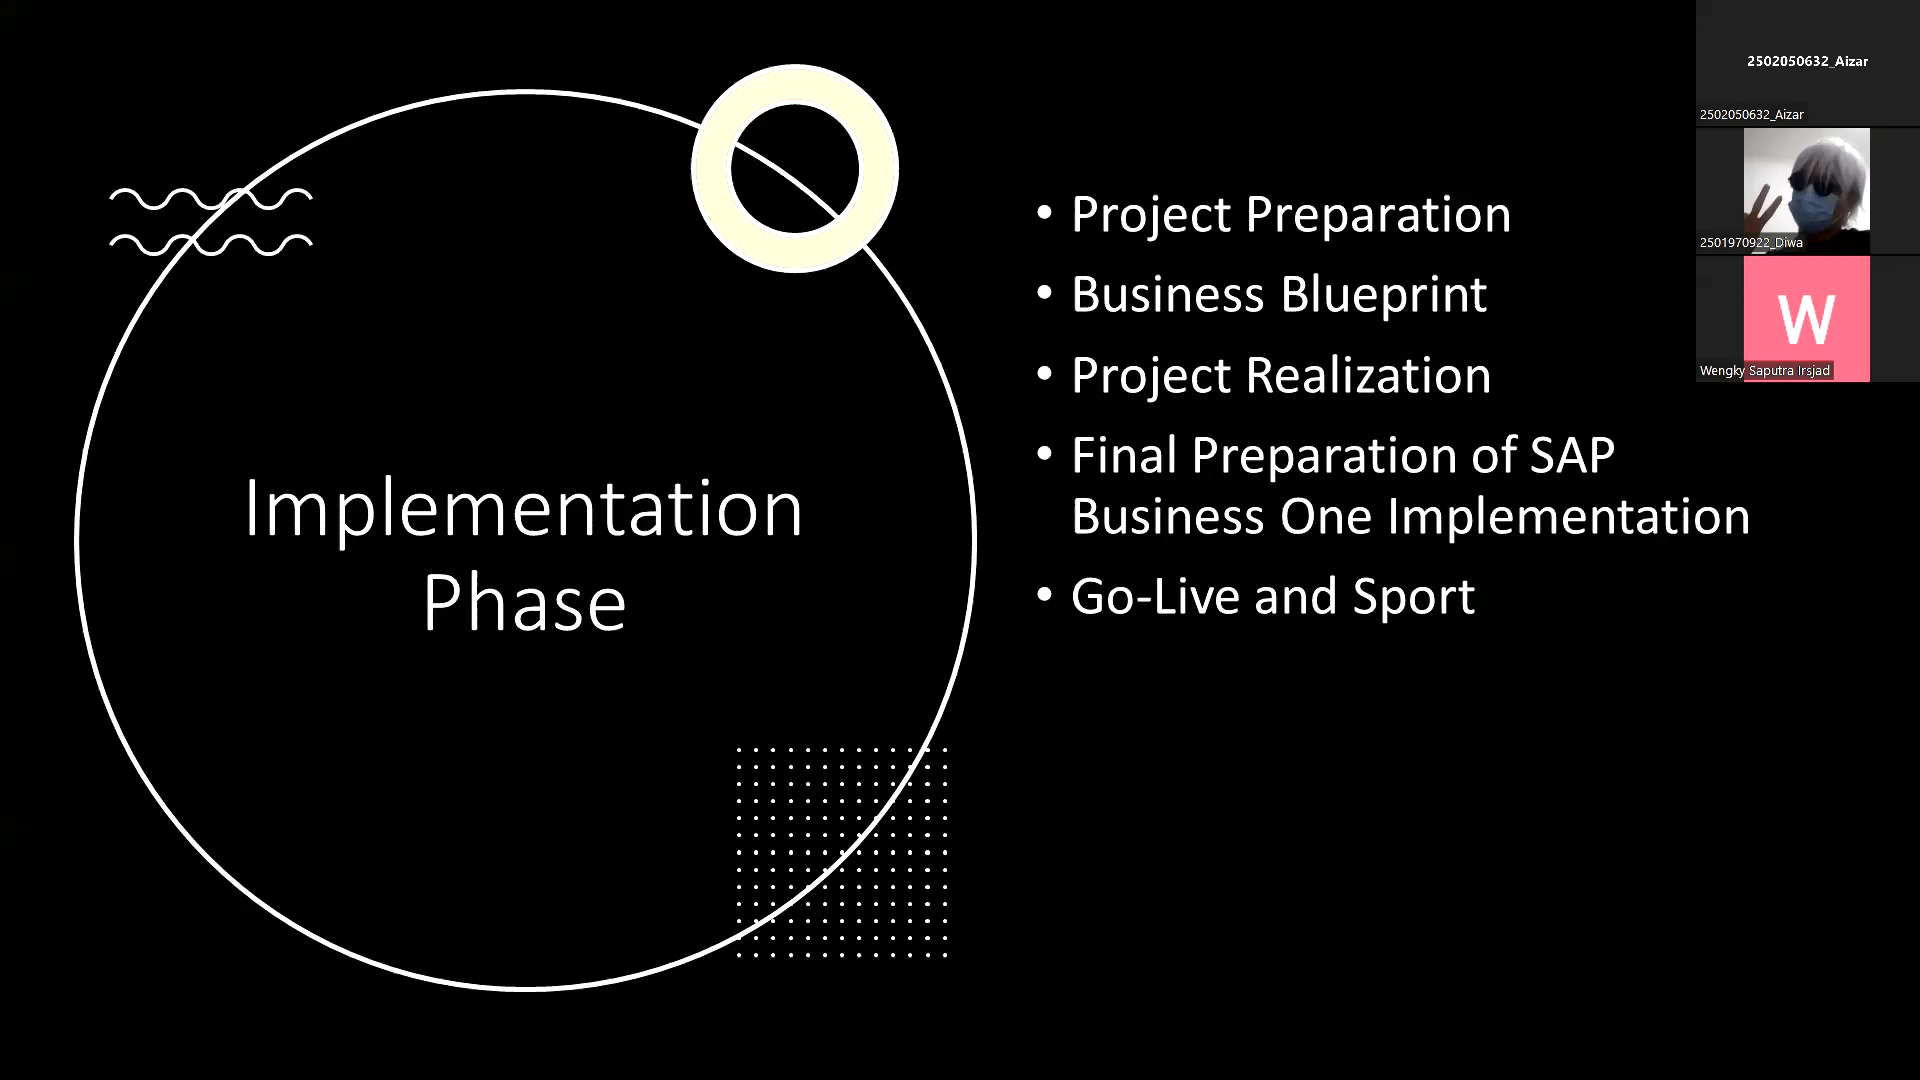 Implementation
Phase
• Project Preparation
• Business Blueprint
• Project Realization
• Final Preparation of SAP
Business One Implementation
• Go-Live and Sport
2502050632_Aizar
2502050632_Aizar
2501970922_Diwa
W
Wengky Saputra Irsjad